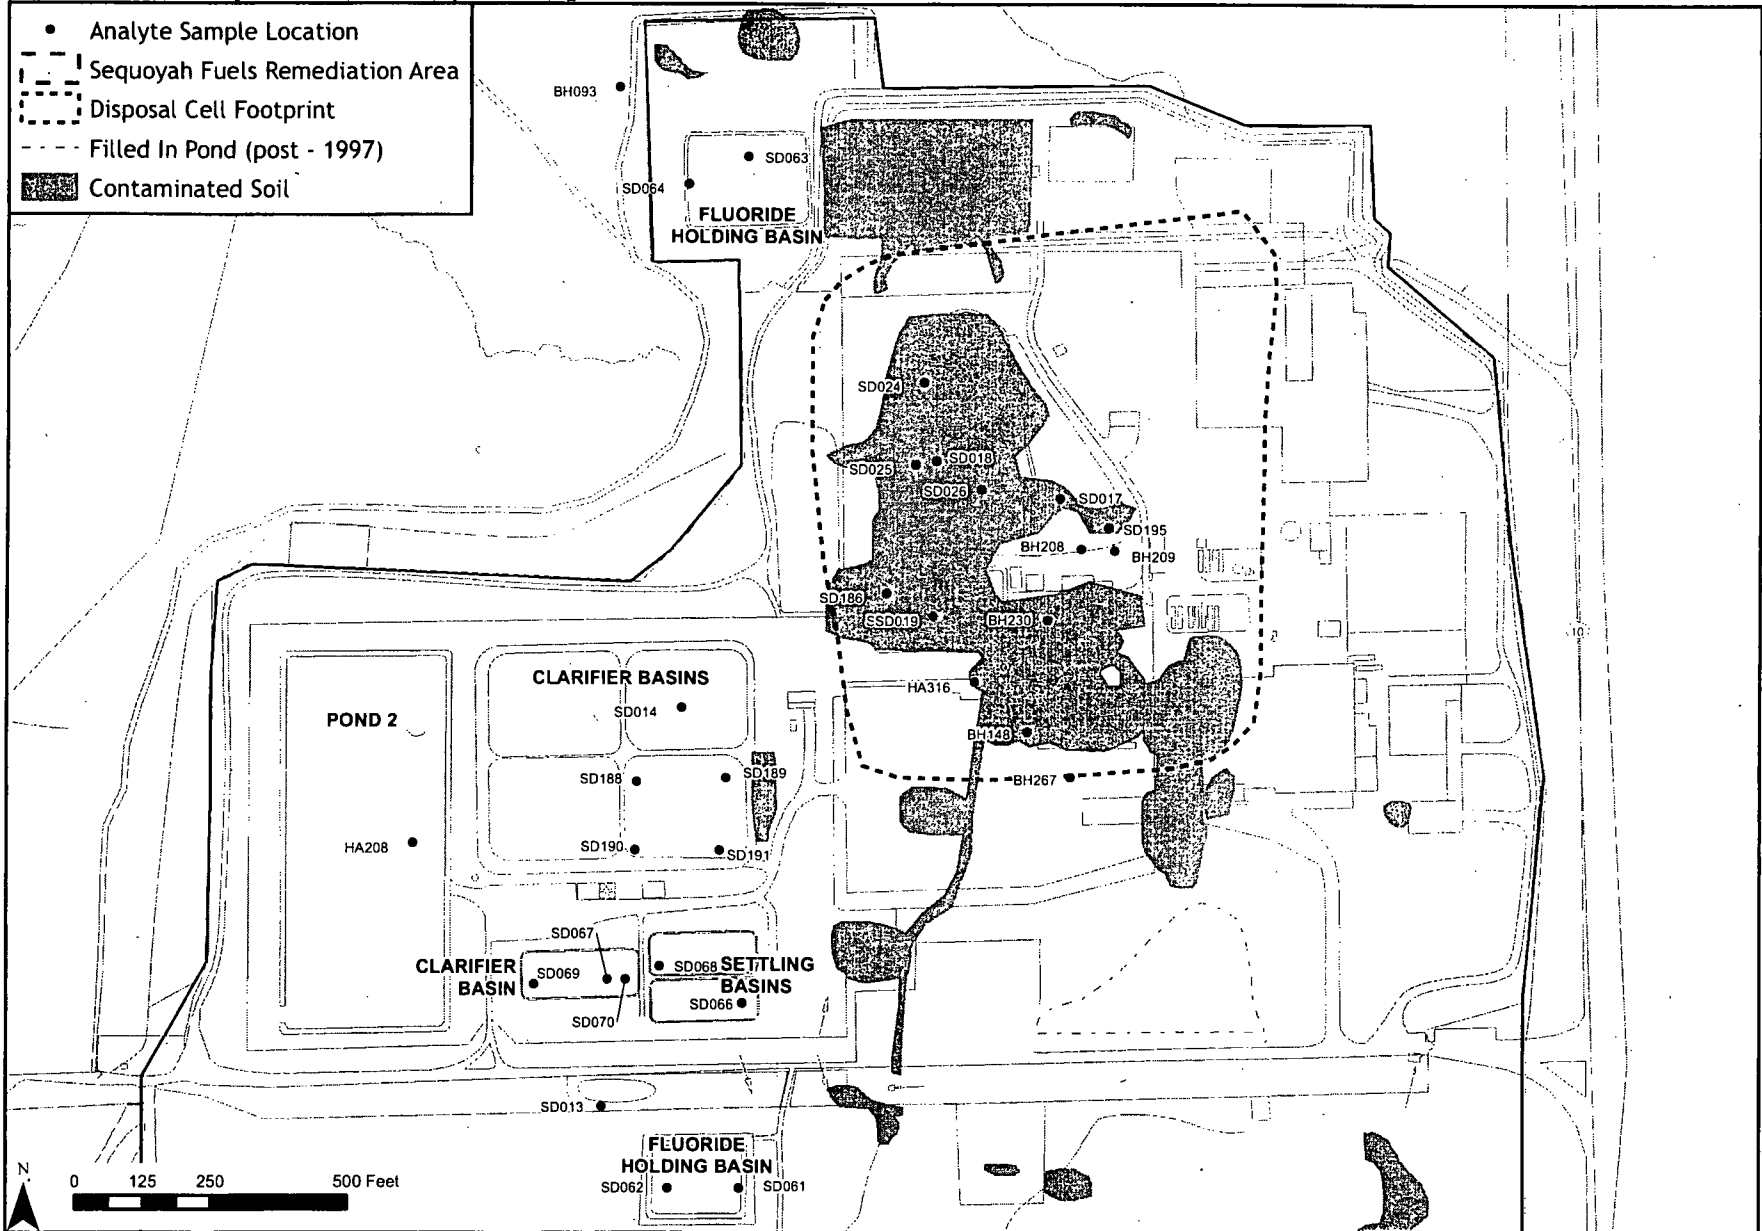 Analyte Sample Location
Sequoyah Fuels Remediation Area
Disposal Cell Footprint
Filled In Pond (post - 1997)
Contaminated Soil
BH093
SD063
SD064
FLUORIDE
HOLDING BASIN
SD024
SD018
SD025
SD026
SD017
SD195
BH208
BH209
SD186
SSD019
BH230
HA316
BH148
BH267
CLARIFIER BASINS
SD014
POND 2
SD188
SD189
HA208
SD190
SD191
SD067
CLARIFIER
BASIN
SD069
SD068
SETTLING
BASINS
SD066
SD070
SD013
FLUORIDE
HOLDING BASIN
SD062
SD061
10
N
0 125 250 500 Feet